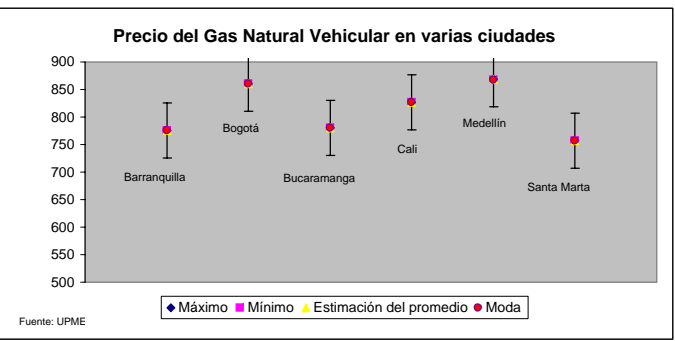 Precio del Gas Natural Vehicular en varias ciudades
900
850
800
750
700
650
600
550
500
Barranquilla
Bogotá
Bucaramanga
Cali
Medellín
Santa Marta
Máximo Mínimo Estimación del promedio Moda
Fuente: UPME